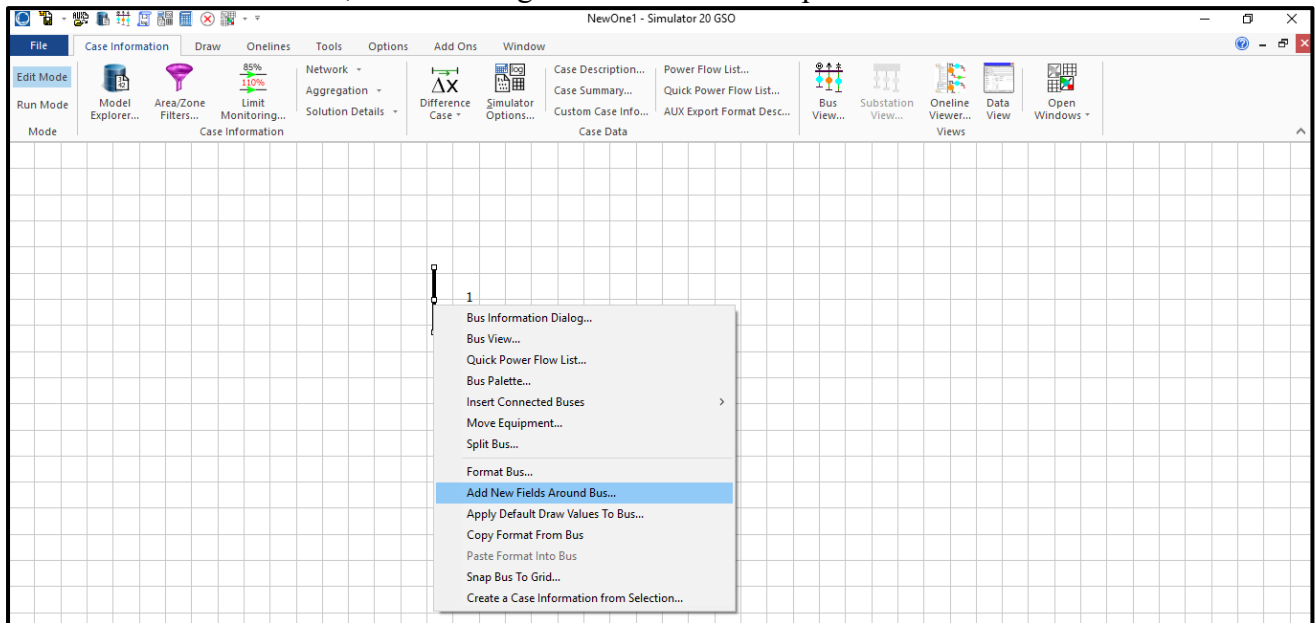 NewOne1 - Simulator 20 GSO
File Case Information Draw Onelines Tools Options Add Ons Window
Edit Mode
Run Mode
Mode
Model Explorer...
Area/Zone Filters...
85%
110%
Limit Monitoring...
Case Information
Network
Aggregation
Solution Details
ΔX
Difference Case
log
Simulator Options...
Case Description...
Case Summary...
Custom Case Info...
Power Flow List...
Quick Power Flow List...
AUX Export Format Desc...
Case Data
Bus View...
Substation View...
Oneline Viewer...
Data View
Open Windows
Views
1
Bus Information Dialog...
Bus View...
Quick Power Flow List...
Bus Palette...
Insert Connected Buses
Move Equipment...
Split Bus...
Format Bus...
Add New Fields Around Bus...
Apply Default Draw Values To Bus...
Copy Format From Bus
Paste Format Into Bus
Snap Bus To Grid...
Create a Case Information from Selection...